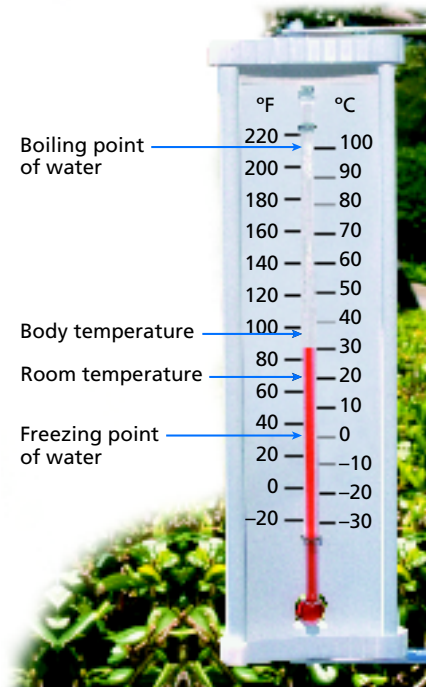 °F °C
Boiling point
of water
220 100
200 90
180 80
160 70
140 60
120 50
100 40
Body temperature
80 30
Room temperature
60 20
40 10
Freezing point
of water
20 0
0 –10
–20 –20
–30